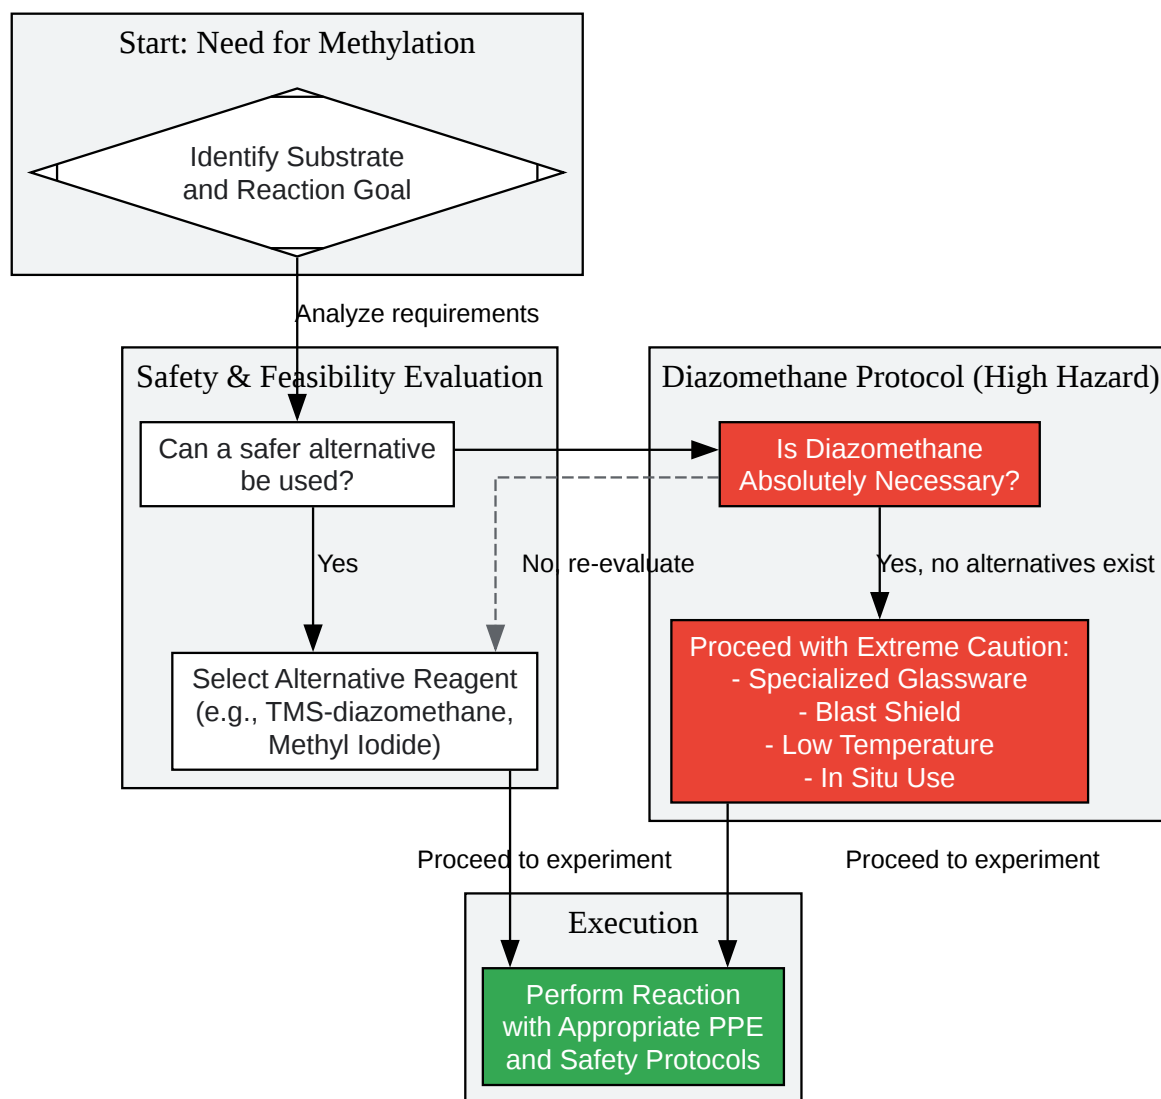 Start: Need for Methylation
Identify Substrate
and Reaction Goal
Analyze requirements
Safety & Feasibility Evaluation
Diazomethane Protocol (High Hazard)
Can a safer alternative
be used?
Is Diazomethane
Absolutely Necessary?
Yes
No, re-evaluate
Yes, no alternatives exist
Select Alternative Reagent
(e.g., TMS-diazomethane,
Methyl Iodide)
Proceed with Extreme Caution:
- Specialized Glassware
- Blast Shield
- Low Temperature
- In Situ Use
Proceed to experiment
Proceed to experiment
Execution
Perform Reaction
with Appropriate PPE
and Safety Protocols